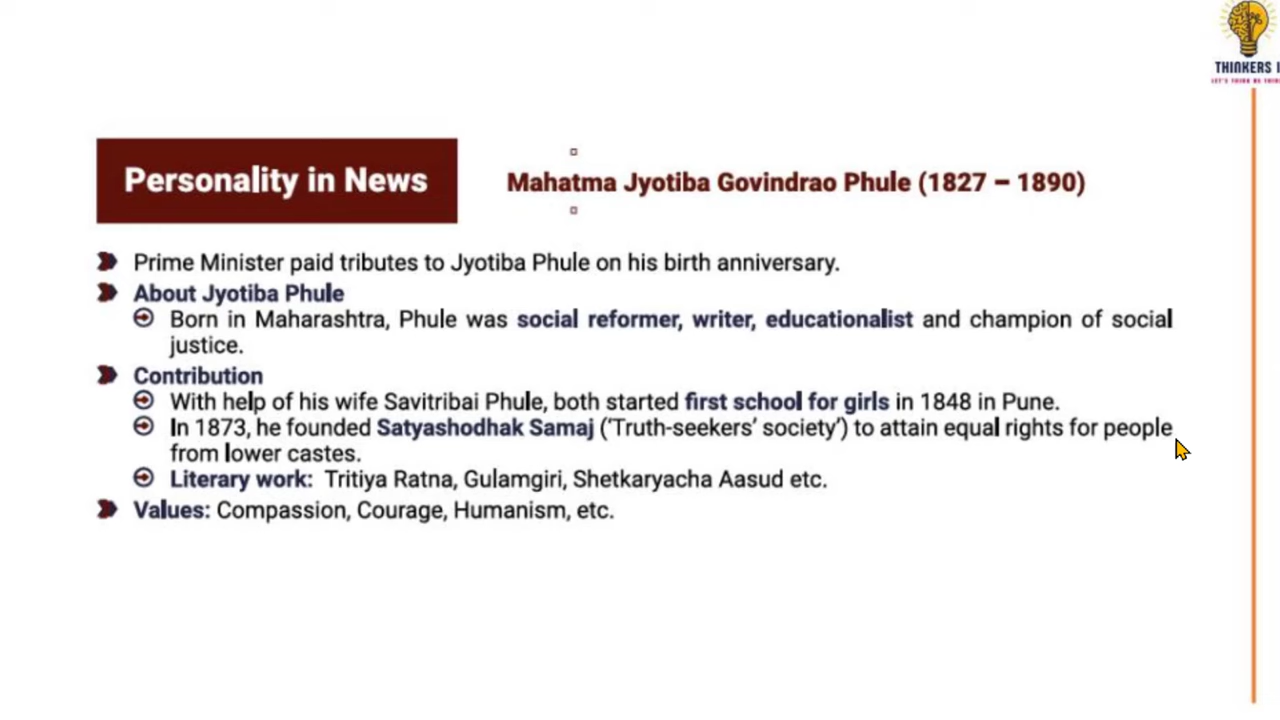 THINKERS I
LET'S THINK BE THIN
Personality in News
Mahatma Jyotiba Govindrao Phule (1827 – 1890)
Prime Minister paid tributes to Jyotiba Phule on his birth anniversary.
About Jyotiba Phule
Born in Maharashtra, Phule was social reformer, writer, educationalist and champion of social
justice.
Contribution
With help of his wife Savitribai Phule, both started first school for girls in 1848 in Pune.
In 1873, he founded Satyashodhak Samaj (‘Truth-seekers’ society’) to attain equal rights for people
from lower castes.
Literary work: Tritiya Ratna, Gulamgiri, Shetkaryacha Aasud etc.
Values: Compassion, Courage, Humanism, etc.